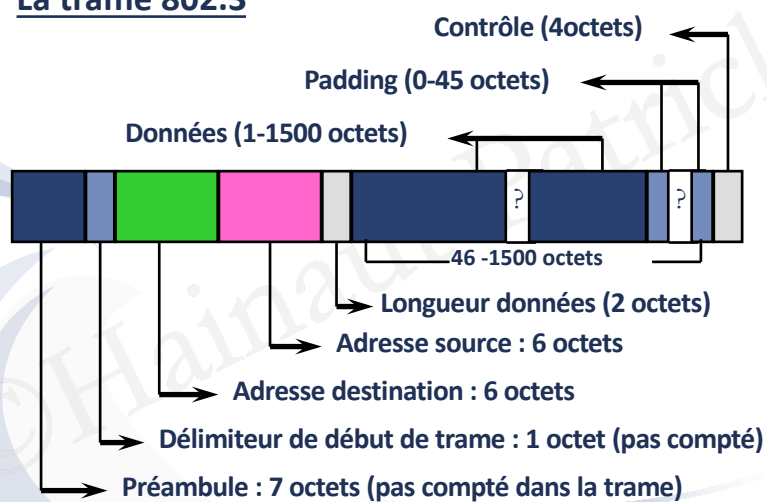 La trame 802.3
Contrôle (4octets)
Padding (0-45 octets)
Données (1-1500 octets)
? ?
46 -1500 octets
Longueur données (2 octets)
Adresse source : 6 octets
Adresse destination : 6 octets
Délimiteur de début de trame : 1 octet (pas compté)
Préambule : 7 octets (pas compté dans la trame)